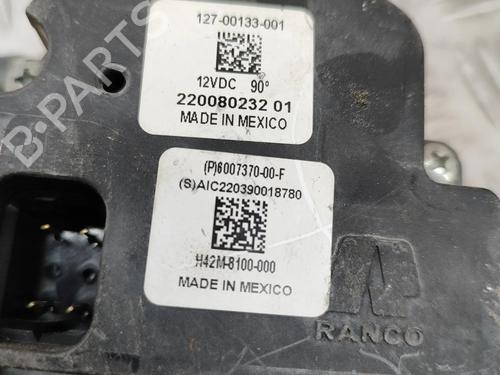 127-00133-001
12VDC 90°
220080232 01
MADE IN MEXICO
(P)6007370-00-F
(S)AIC220390018780
H42M-8100-000
MADE IN MEXICO
RANCO
B-PARTS